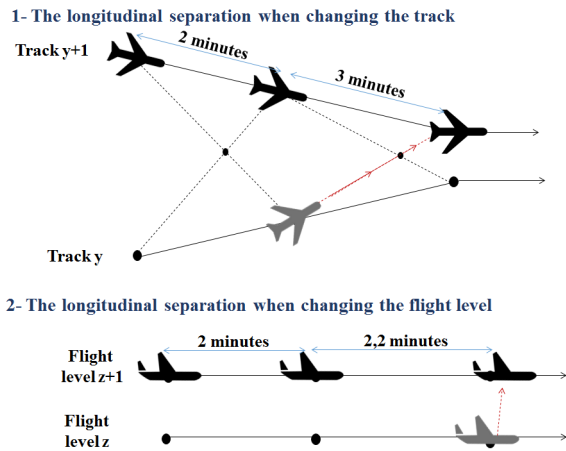 1- The longitudinal separation when changing the track
Track y+1
2 minutes
3 minutes
Track y
2- The longitudinal separation when changing the flight level
Flight
level z+1
2 minutes
2,2 minutes
Flight
level z